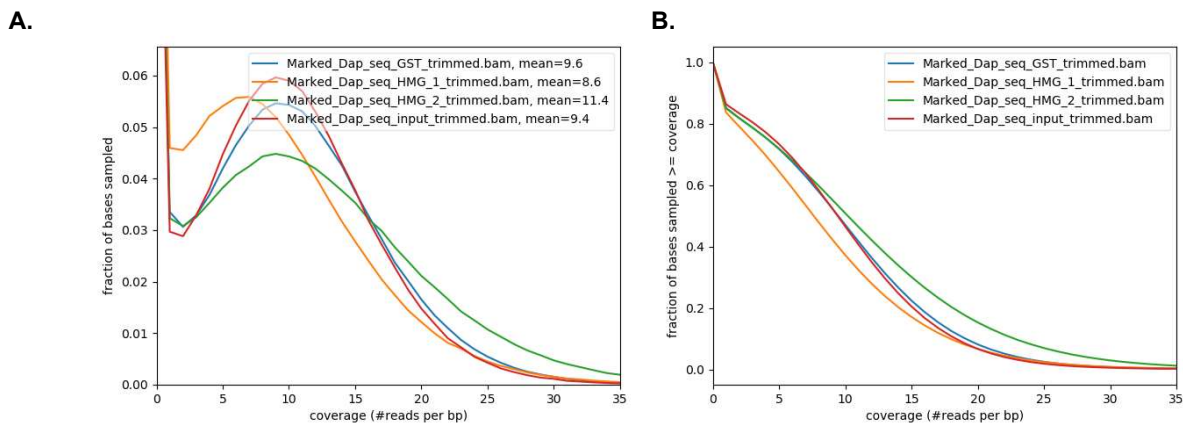 A.
B.
fraction of bases sampled
0.06
0.05
0.04
0.03
0.02
0.01
0.00
Marked_Dap_seq_GST_trimmed.bam, mean=9.6
Marked_Dap_seq_HMG_1_trimmed.bam, mean=8.6
Marked_Dap_seq_HMG_2_trimmed.bam, mean=11.4
Marked_Dap_seq_input_trimmed.bam, mean=9.4
0 5 10 15 20 25 30 35
coverage (#reads per bp)
fraction of bases sampled >= coverage
1.0
0.8
0.6
0.4
0.2
0.0
Marked_Dap_seq_GST_trimmed.bam
Marked_Dap_seq_HMG_1_trimmed.bam
Marked_Dap_seq_HMG_2_trimmed.bam
Marked_Dap_seq_input_trimmed.bam
0 5 10 15 20 25 30 35
coverage (#reads per bp)